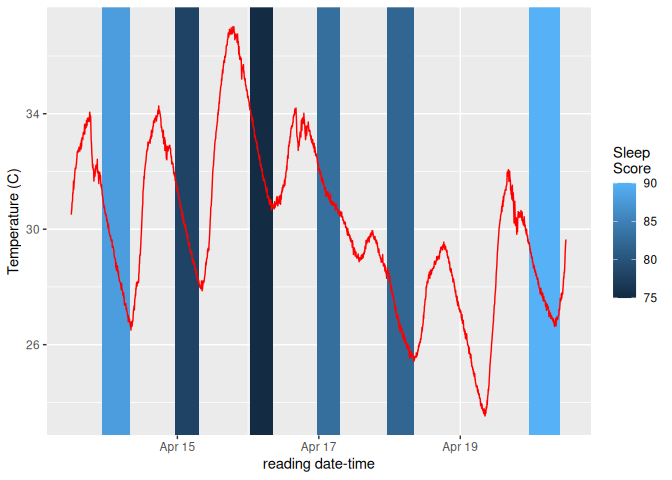 34
30
26
Temperature (C)
Apr 15
Apr 17
Apr 19
reading date-time
Sleep
Score
90
85
80
75